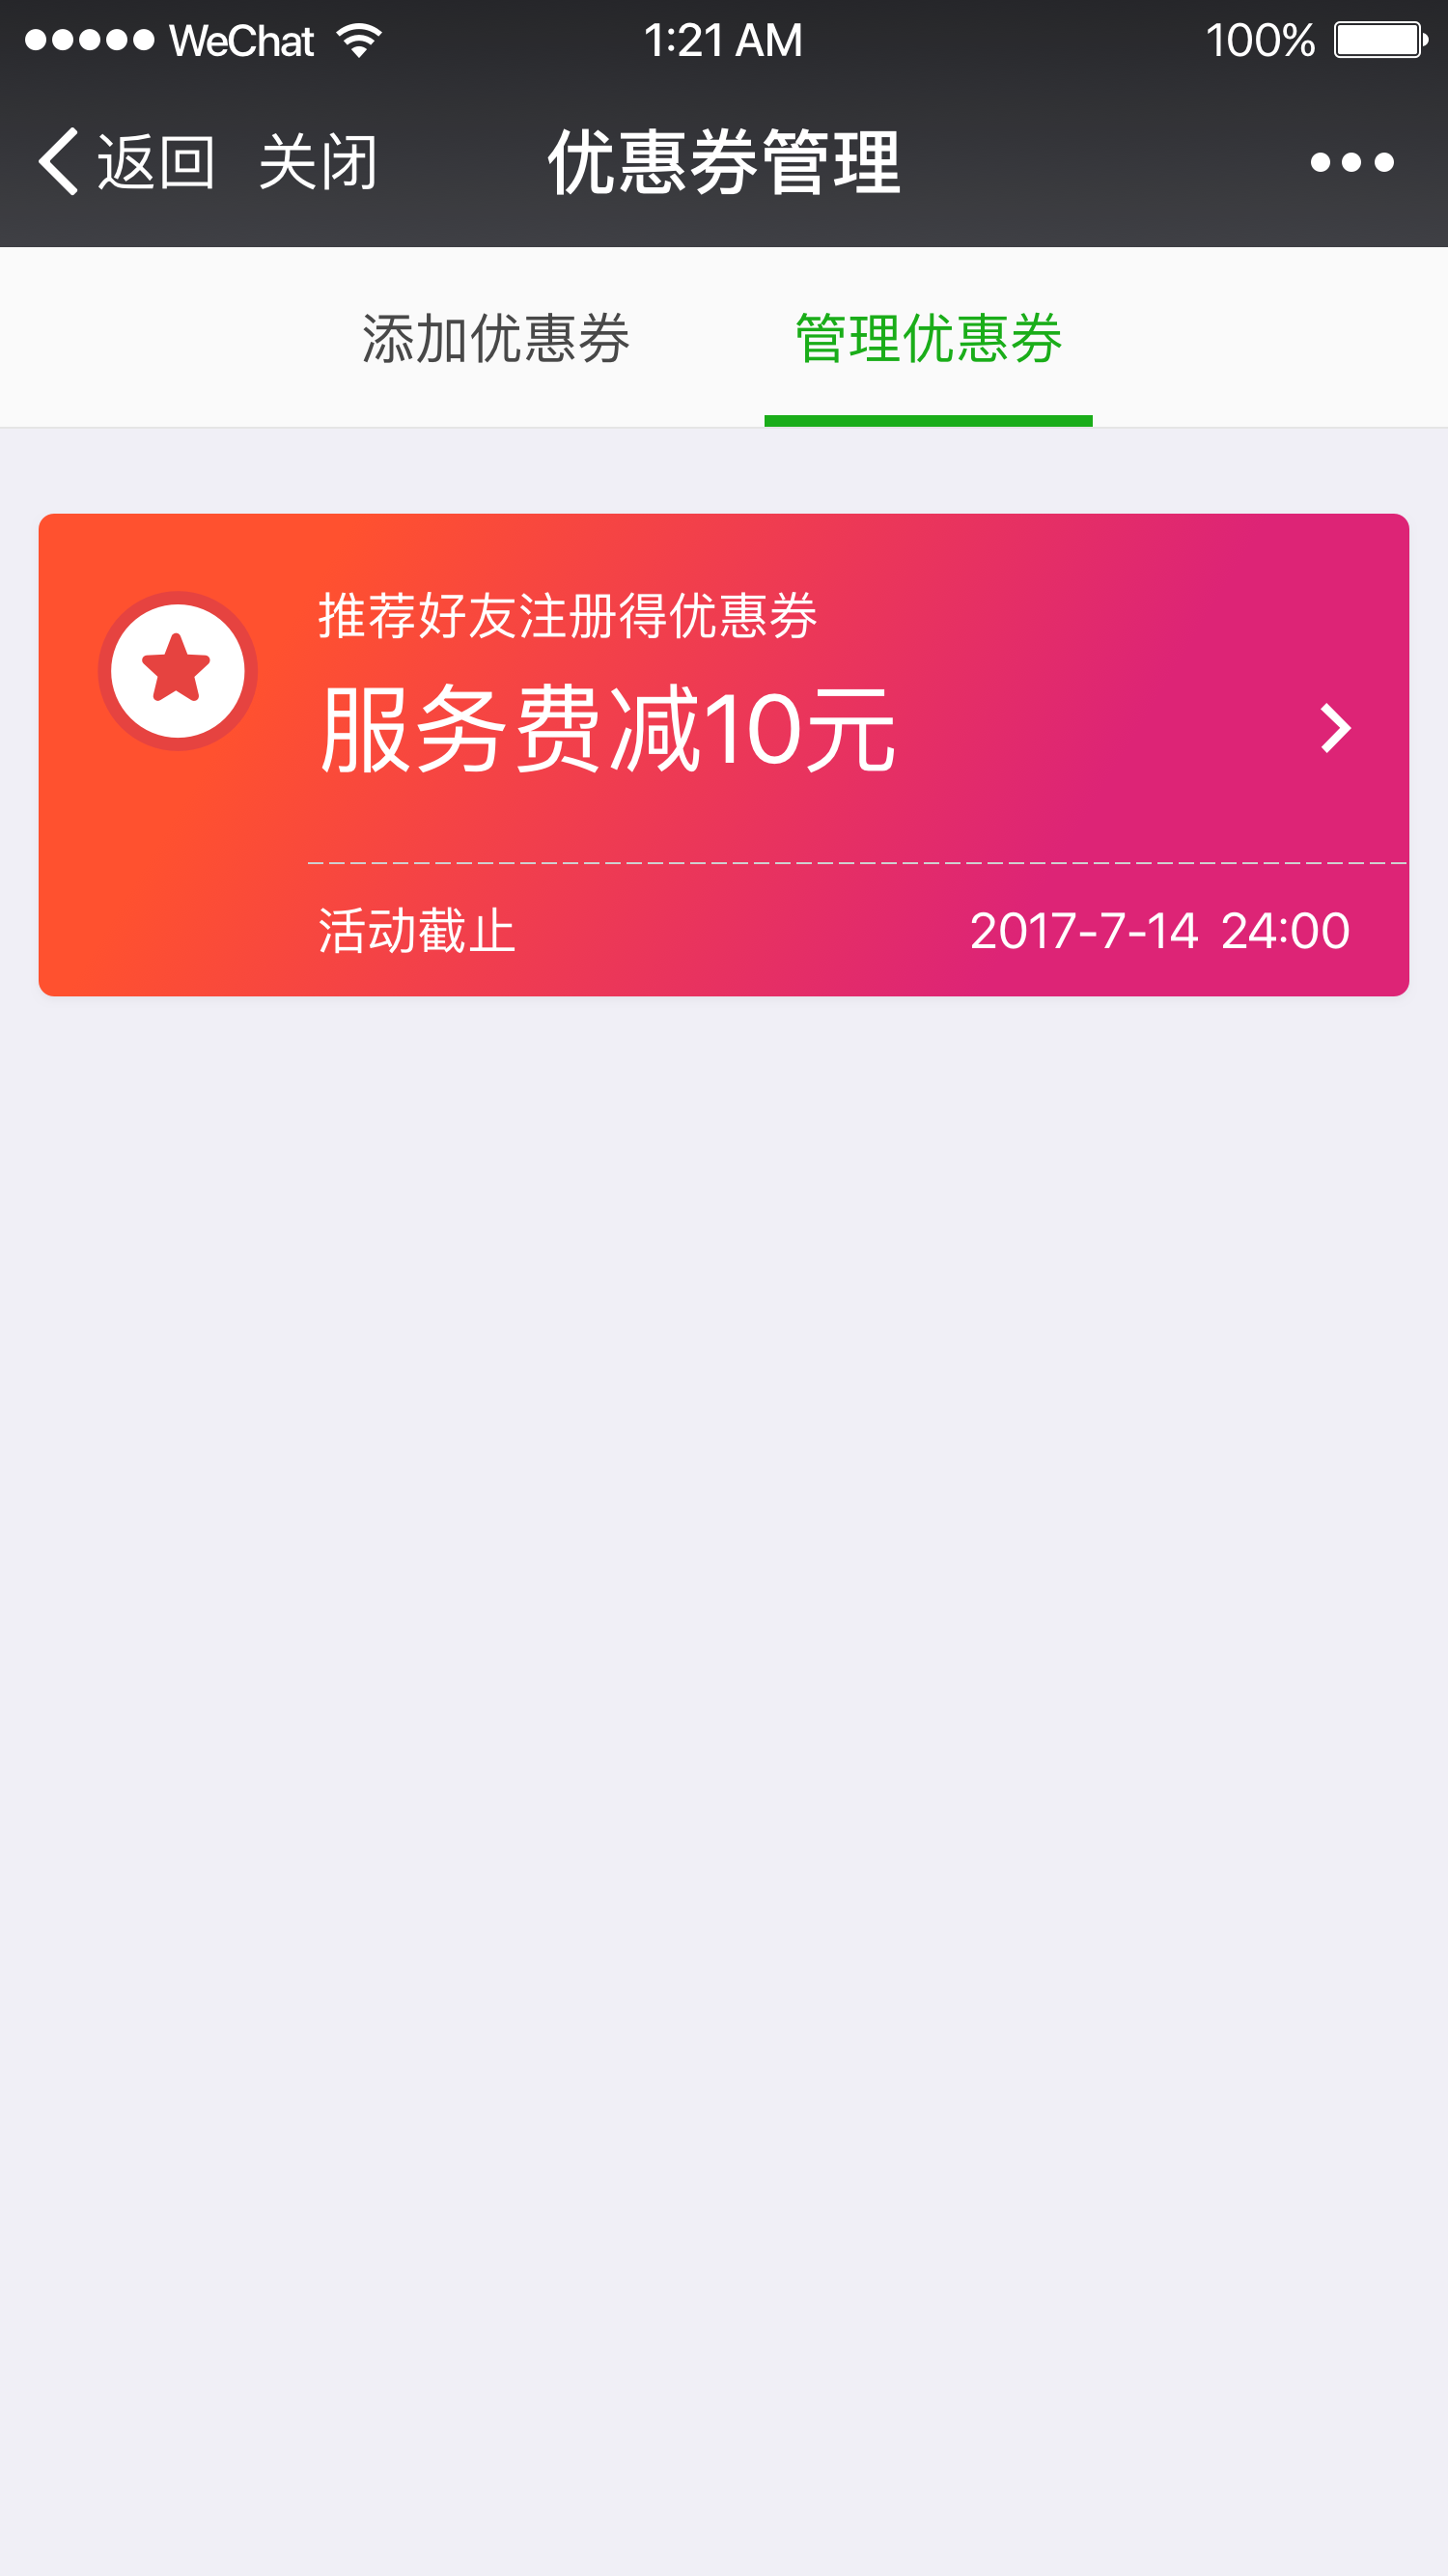 WeChat 1:21 AM 100%
返回 关闭 优惠券管理
添加优惠券 管理优惠券
推荐好友注册得优惠券
服务费减10元
活动截止 2017-7-14 24:00